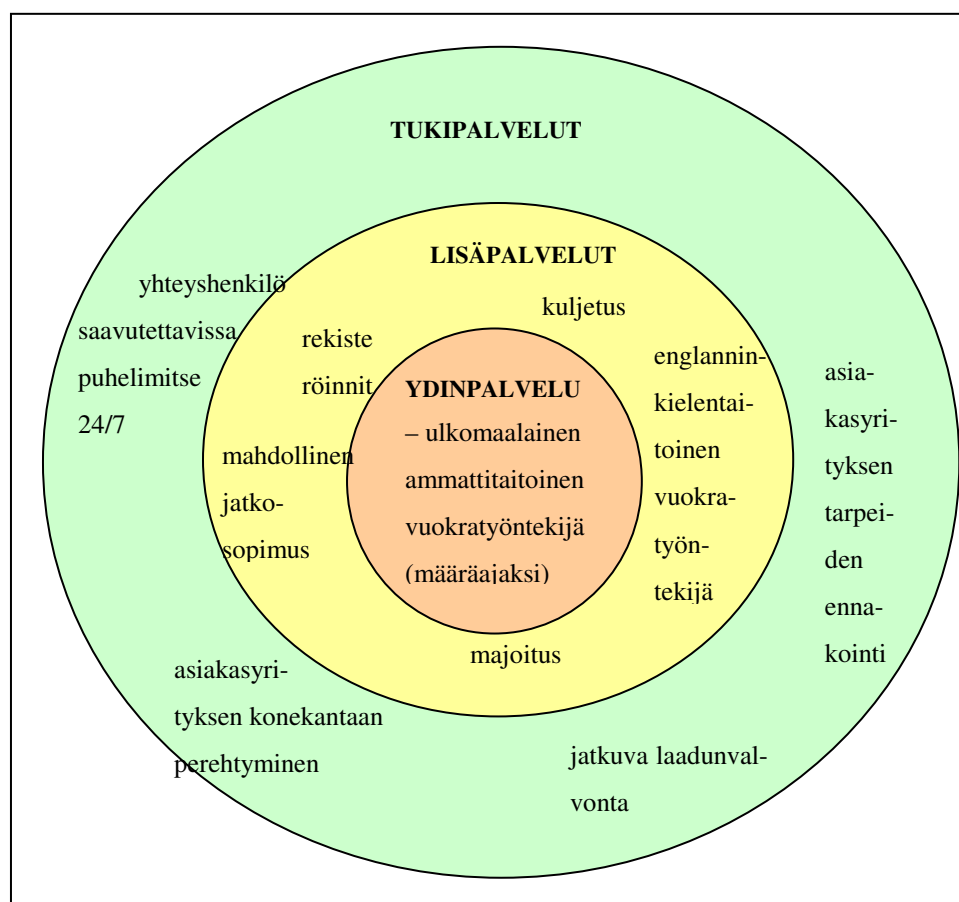 TUKIPALVELUT
LISÄPALVELUT
yhteyshenkilö
saavutettavissa
puhelimitse
24/7
kuljetus
rekiste
röinnit
englannin-
kielentai-
toinen
vuokra-
työn-
tekijä
asia-
kasyri-
tyksen
tarpei-
den
enna-
kointi
YDINPALVELU
– ulkomaalainen
ammattitaitoinen
vuokratyöntekijä
(määräajaksi)
mahdollinen
jatko-
sopimus
majoitus
asiakasyri-
tyksen konekantaan
perehtyminen
jatkuva laadunval-
vonta